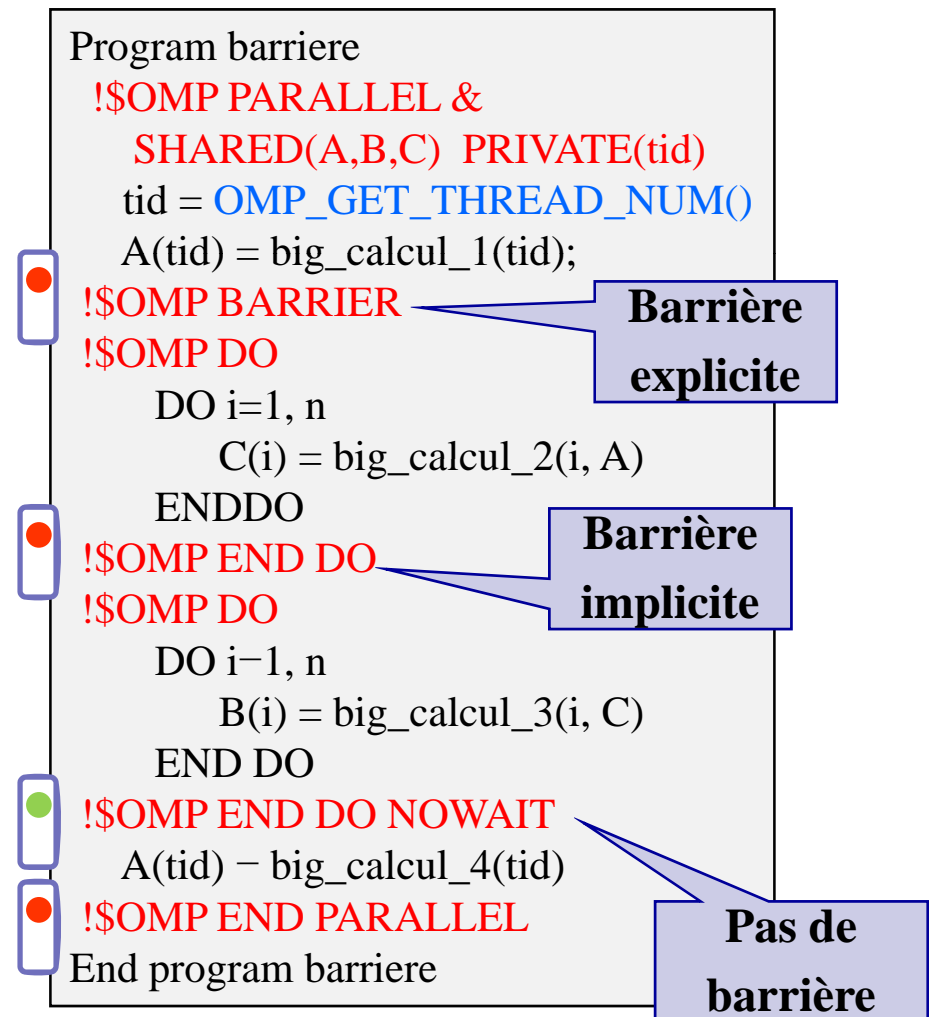 Program barriere
!$OMP PARALLEL &
SHARED(A,B,C) PRIVATE(tid)
tid = OMP_GET_THREAD_NUM()
A(tid) = big_calcul_1(tid);
!$OMP BARRIER
Barrière
explicite
!$OMP DO
DO i=1, n
C(i) = big_calcul_2(i, A)
ENDDO
!$OMP END DO
Barrière
implicite
!$OMP DO
DO i−1, n
B(i) = big_calcul_3(i, C)
END DO
!$OMP END DO NOWAIT
Pas de
barrière
A(tid) − big_calcul_4(tid)
!$OMP END PARALLEL
End program barriere